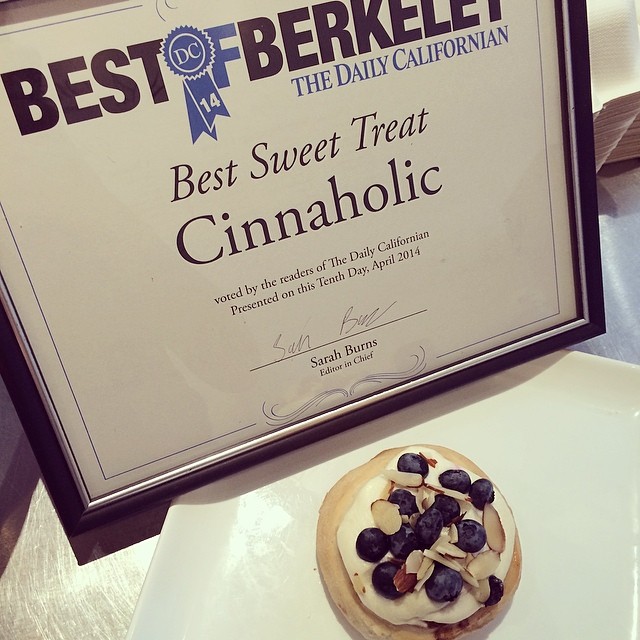 BEST OF BERKELEY
DC
14
THE DAILY CALIFORNIAN
Best Sweet Treat
Cinnaholic
voted by the readers of The Daily Californian
Presented on this Tenth Day, April 2014
Sarah Burns
Editor in Chief